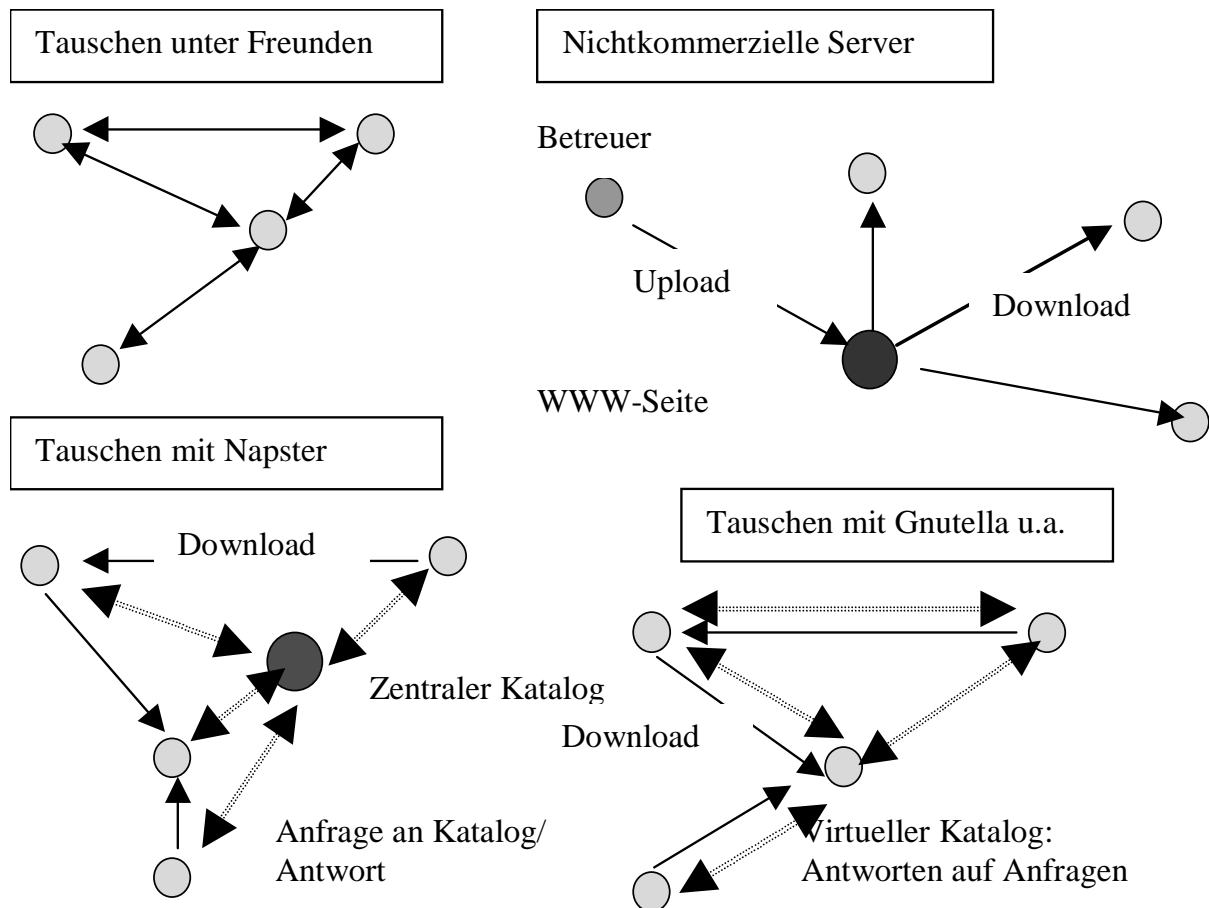 Tauschen unter Freunden
Nichtkommerzielle Server
Betreuer
Upload
Download
WWW-Seite
Tauschen mit Napster
Tauschen mit Gnutella u.a.
Download
Zentraler Katalog
Anfrage an Katalog/
Antwort
Download
Virtueller Katalog:
Antworten auf Anfragen